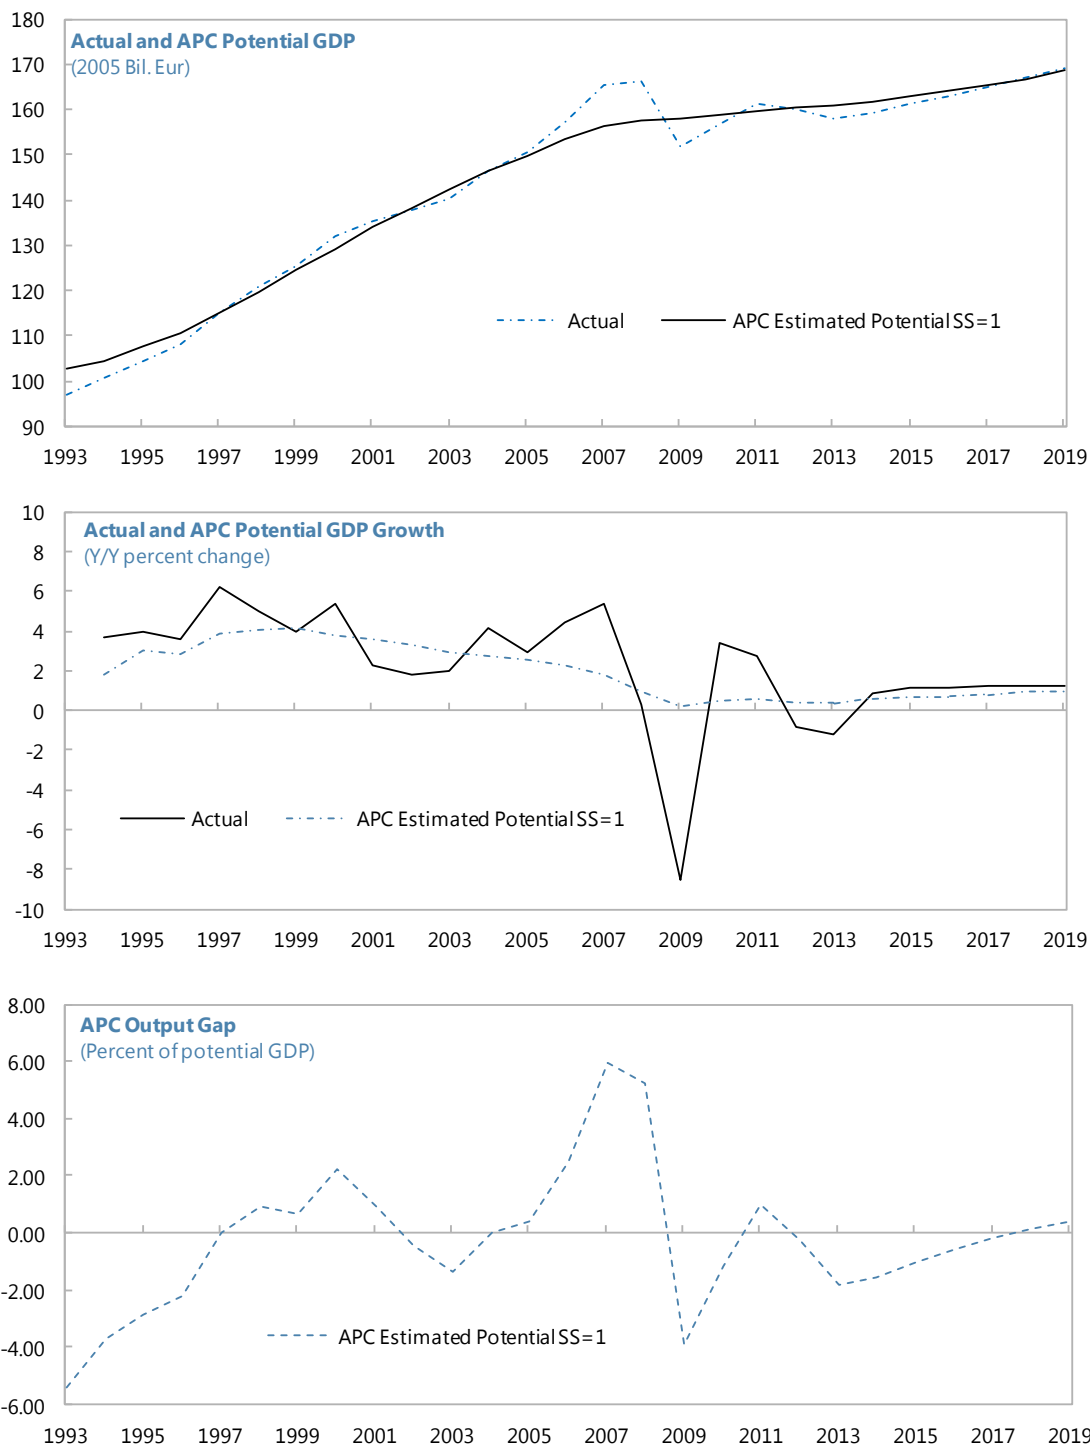 180
Actual and APC Potential GDP
(2005 Bil. Eur)
170
160
150
140
130
120
110
100
90
Actual
APC Estimated Potential SS=1
1993 1995 1997 1999 2001 2003 2005 2007 2009 2011 2013 2015 2017 2019
10
Actual and APC Potential GDP Growth
(Y/Y percent change)
8
6
4
2
0
-2
-4
-6
-8
-10
Actual
APC Estimated Potential SS=1
1993 1995 1997 1999 2001 2003 2005 2007 2009 2011 2013 2015 2017 2019
8.00
APC Output Gap
(Percent of potential GDP)
6.00
4.00
2.00
0.00
-2.00
-4.00
-6.00
APC Estimated Potential SS=1
1993 1995 1997 1999 2001 2003 2005 2007 2009 2011 2013 2015 2017 2019